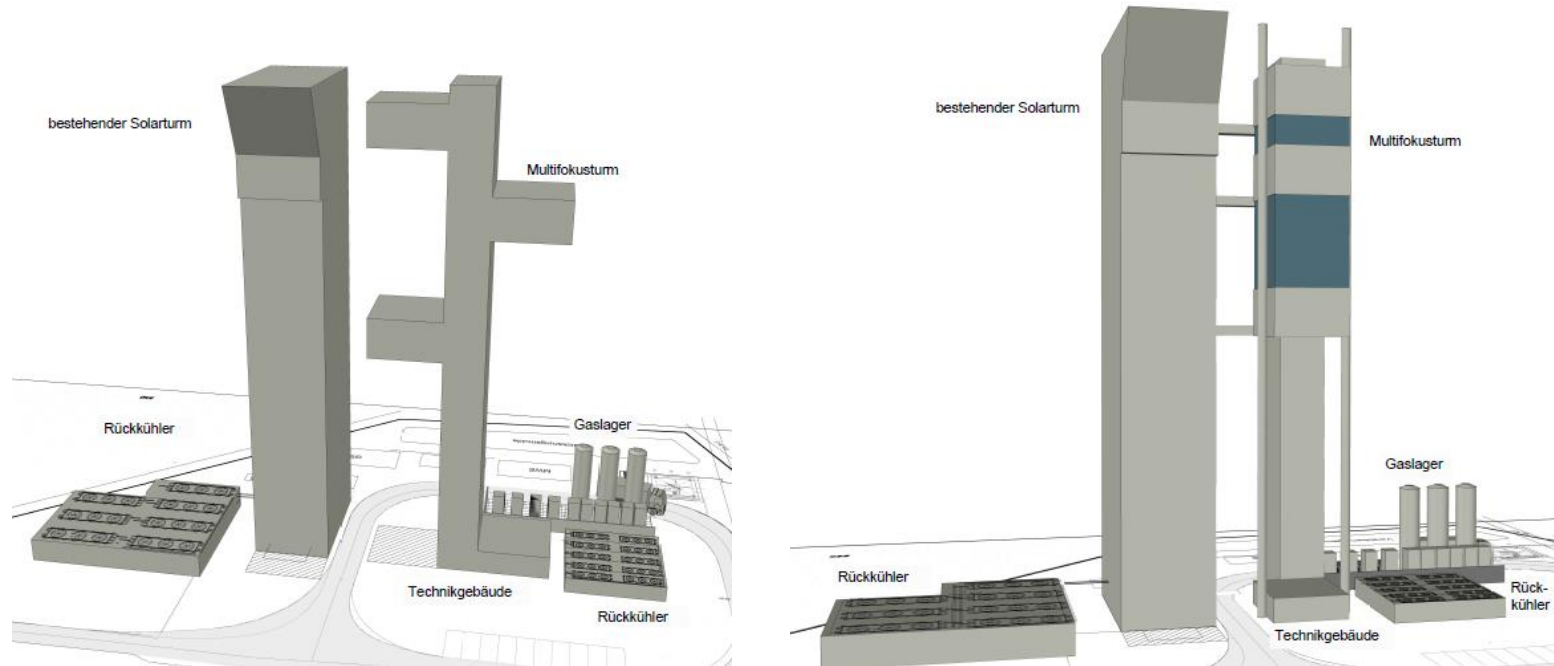 bestehender Solarturm
Multifokusturm
Rückkühler
Gaslager
Technikgebäude
Rückkühler
bestehender Solarturm
Multifokusturm
Gaslager
Rückkühler
Rück-
kühler
Technikgebäude